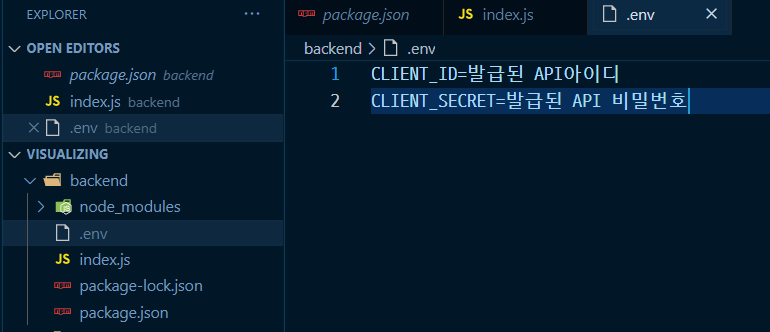 EXPLORER ···
OPEN EDITORS
package.json backend
JS index.js backend
.env backend
VISUALIZING
backend
node_modules
.env
JS index.js
package-lock.json
package.json
package.json JS index.js .env
backend > .env
1 CLIENT_ID=발급된 API아이디
2 CLIENT_SECRET=발급된 API 비밀번호